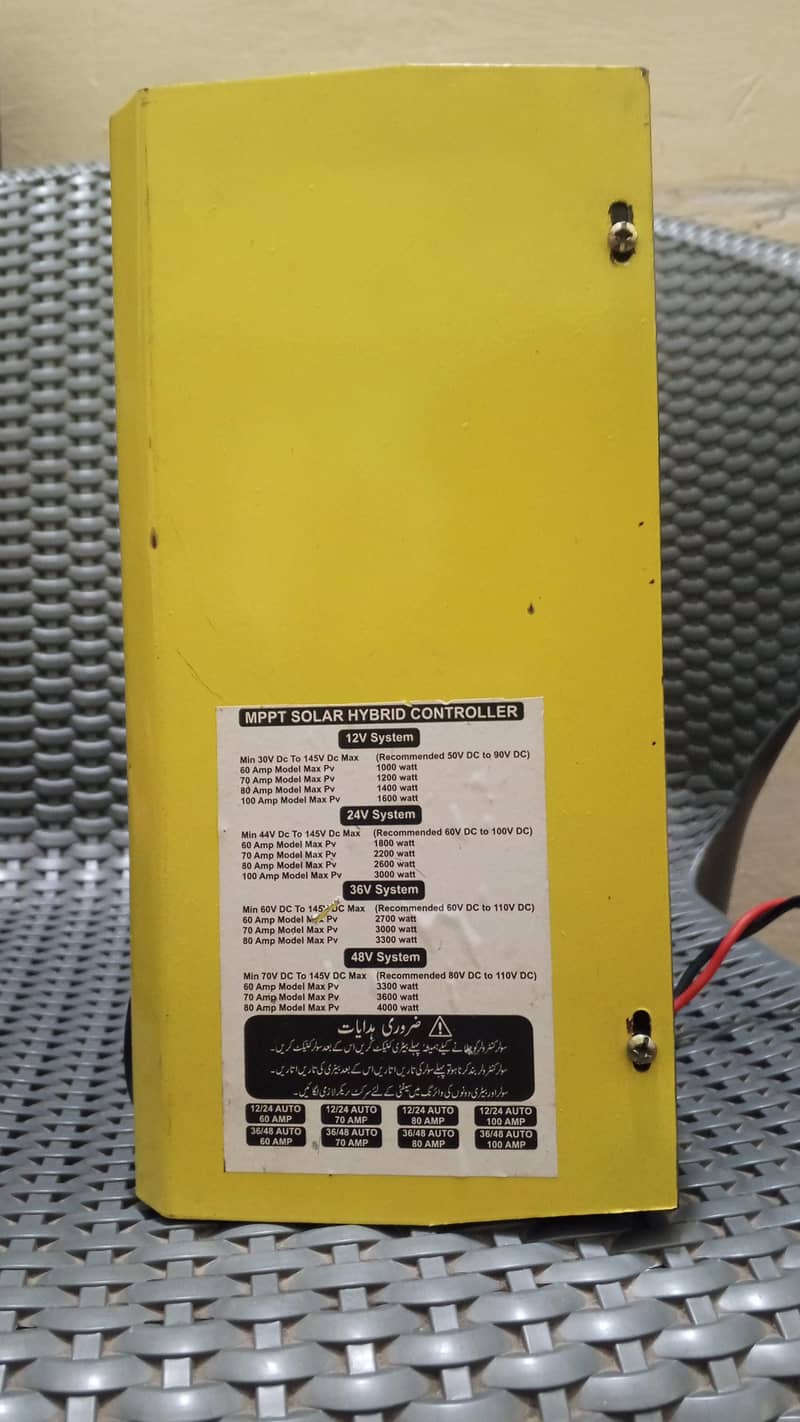 MPPT SOLAR HYBRID CONTROLLER
12V System
Min 30V Dc To 145V Dc Max (Recommended 50V DC to 90V DC)
60 Amp Model Max Pv 1000 watt
70 Amp Model Max Pv 1200 watt
80 Amp Model Max Pv 1400 watt
100 Amp Model Max Pv 1600 watt
24V System
Min 44V Dc To 145V Dc Max (Recommended 60V DC to 100V DC)
60 Amp Model Max Pv 1800 watt
70 Amp Model Max Pv 2200 watt
80 Amp Model Max Pv 2600 watt
100 Amp Model Max Pv 3000 watt
36V System
Min 60V DC To 145V DC Max (Recommended 60V DC to 110V DC)
60 Amp Model Max Pv 2700 watt
70 Amp Model Max Pv 3000 watt
80 Amp Model Max Pv 3300 watt
48V System
Min 70V DC To 145V DC Max (Recommended 80V DC to 110V DC)
60 Amp Model Max Pv 3300 watt
70 Amp Model Max Pv 3600 watt
80 Amp Model Max Pv 4000 watt
ضروری ہدایات
سولر کنٹرولر کو چلانے کیلئے ہمیشہ پہلے بیٹری کنیکٹ کریں اس کے بعد سولر کنیکٹ کریں۔
سولر کنٹرولر بند کرنا ہو تو پہلے سولر کی تاریں اتاریں اس کے بعد بیٹری کی تاریں اتاریں۔
سولر اور بیٹری دونوں کی وائرنگ میں سیفٹی کے لئے سرکٹ بریکر لازمی لگائیں۔
12/24 AUTO 60 AMP 12/24 AUTO 70 AMP 12/24 AUTO 80 AMP 12/24 AUTO 100 AMP
36/48 AUTO 60 AMP 36/48 AUTO 70 AMP 36/48 AUTO 80 AMP 36/48 AUTO 100 AMP